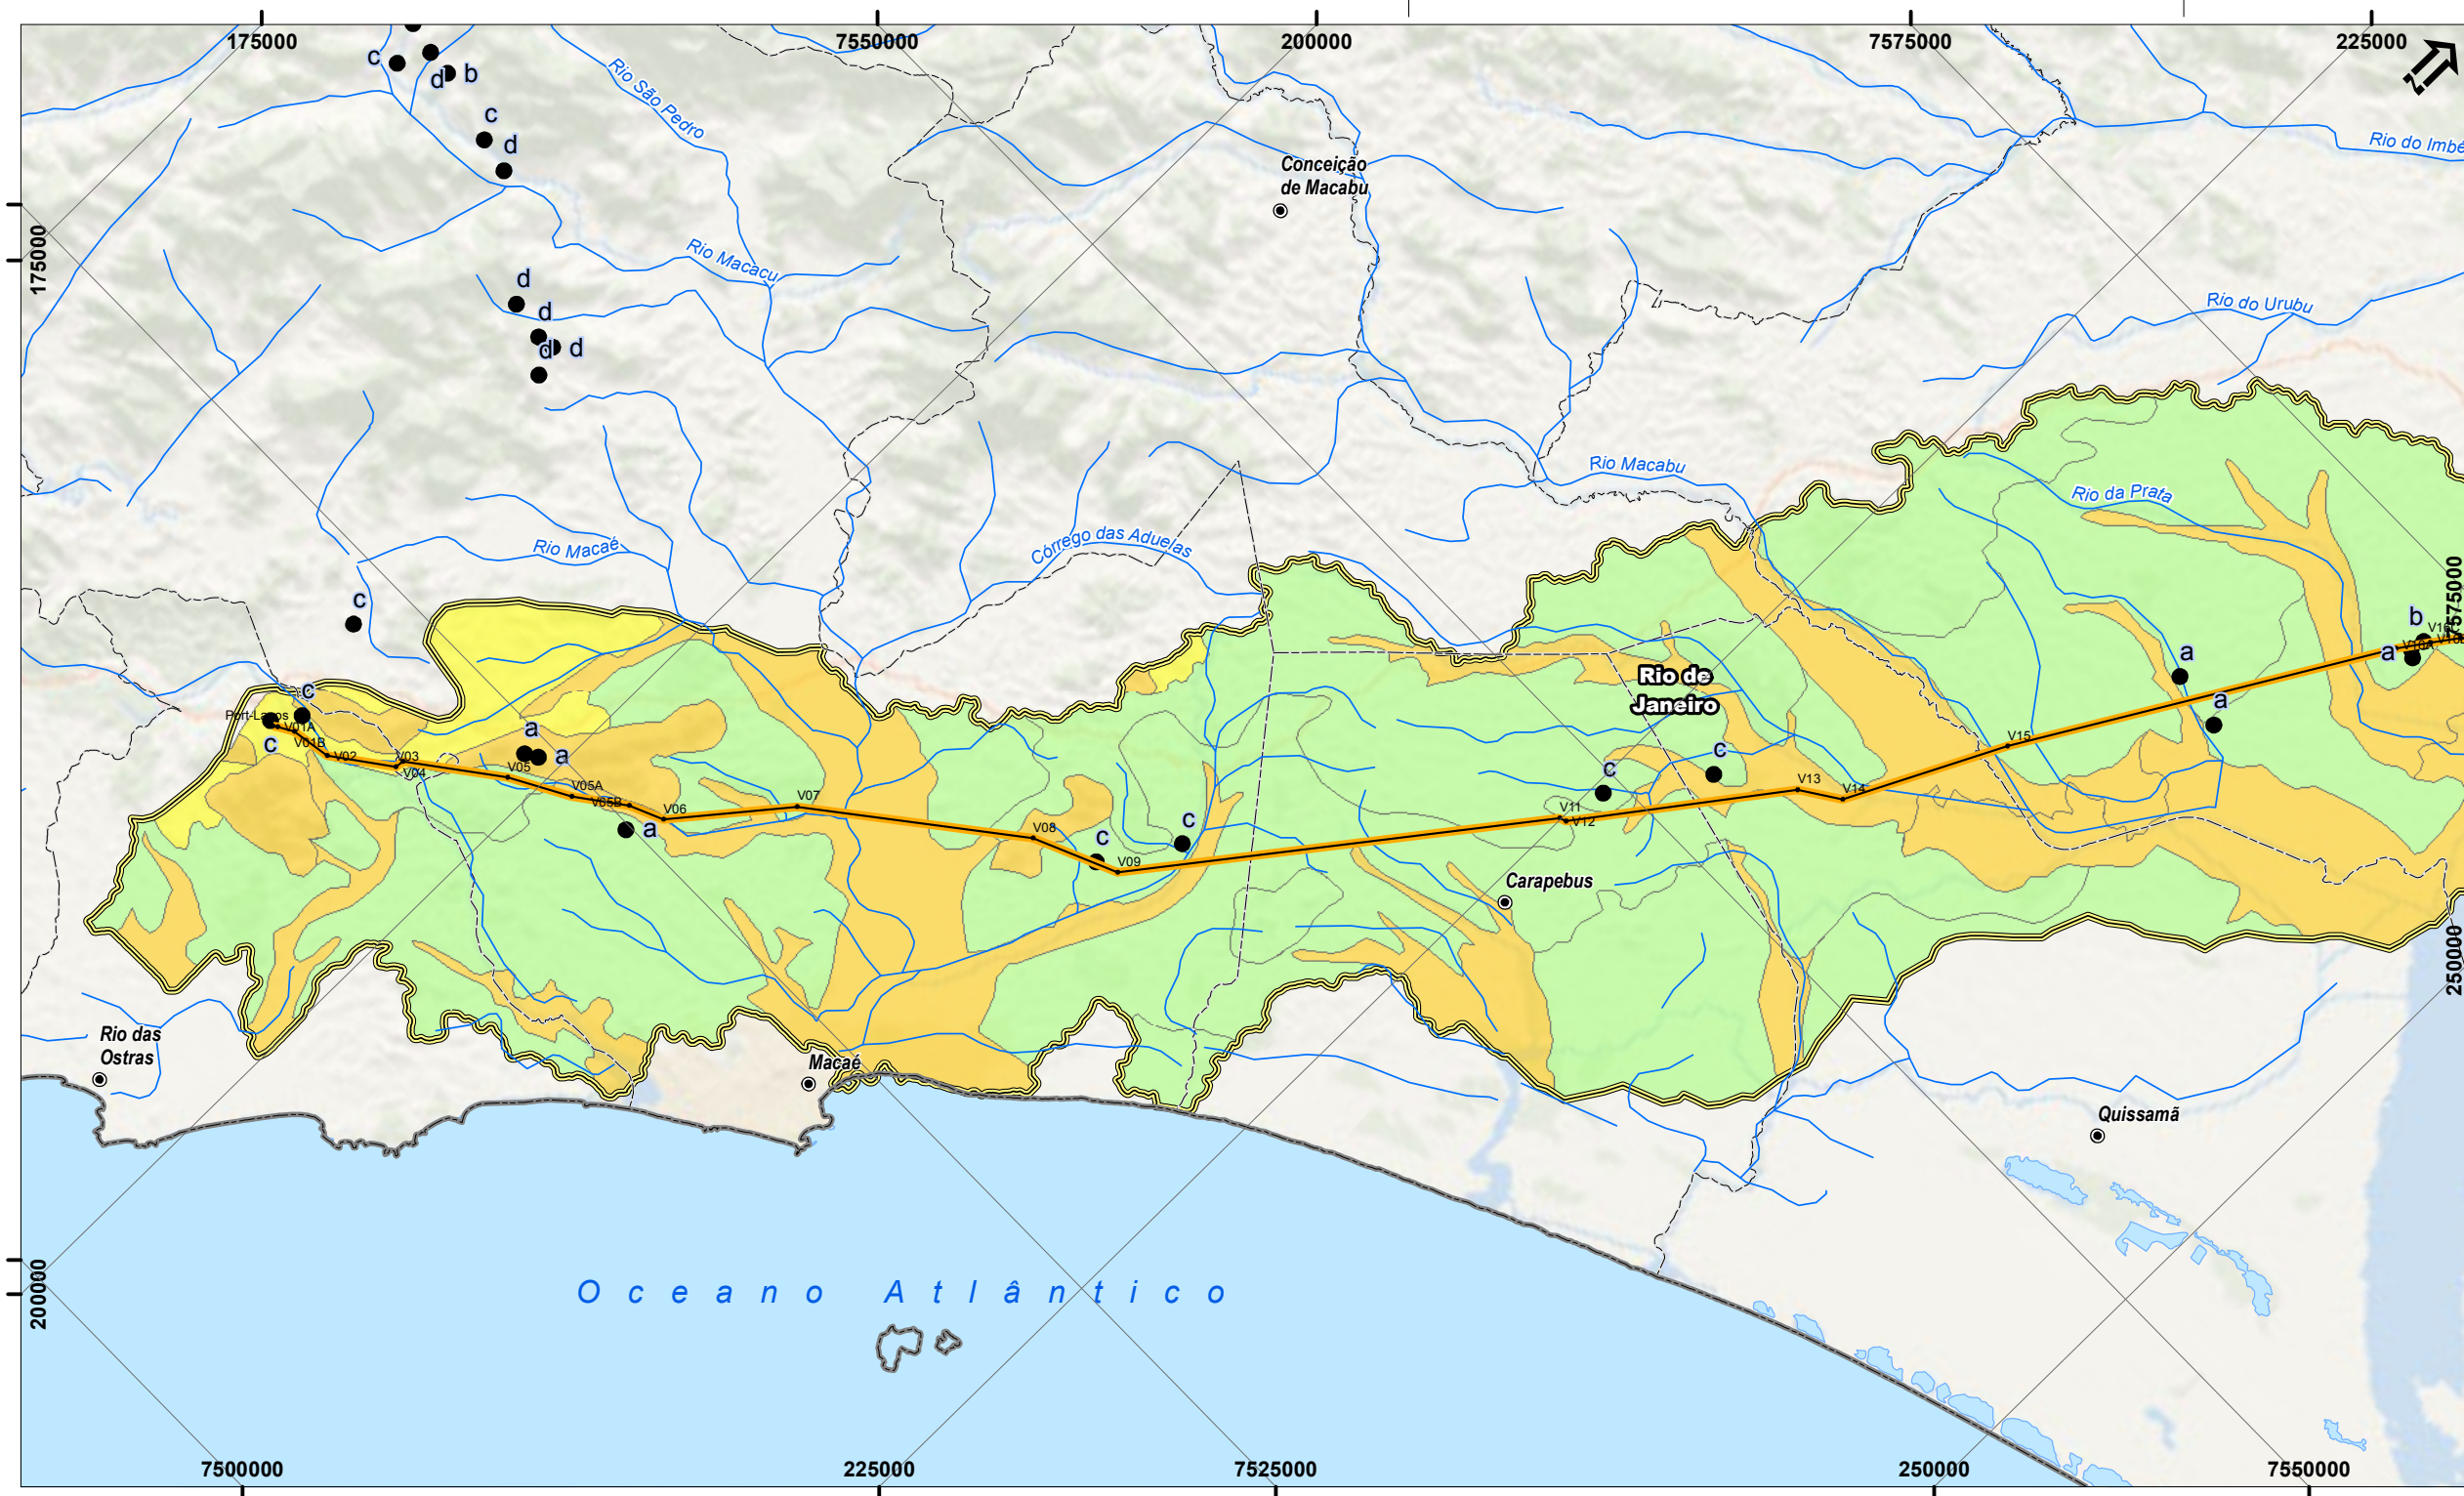 175000
7550000
200000
7575000
225000
c
d
b
c
d
Rio São Pedro
Rio do Imbé
Conceição
de Macabu
175000
Rio Macacu
d
d
d
d
Rio do Urubu
Rio Macabu
Rio da Prata
Rio Macaé
Córrego das Aduelas
c
7575000
b
a
V16A
a
Rio de
Janeiro
c
Port-Lagos
V01A
V01B
c
V02
V03
V04
a
a
V05
V05A
V05B
V06
a
V07
V08
c
c
V09
c
V11
V12
c
V13
V14
V15
a
Carapebus
250000
Rio das
Ostras
Macaé
Quissamã
Oceano Atlântico
200000
7500000
225000
7525000
250000
7550000